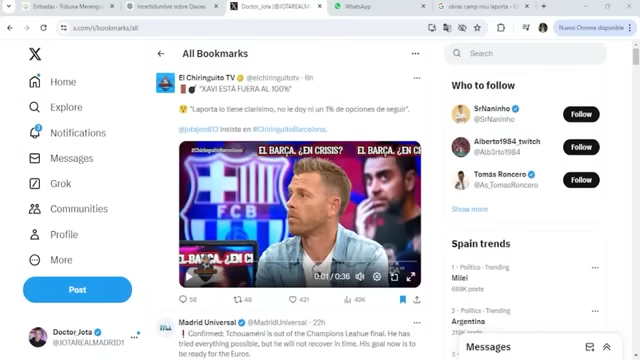 Entradas - Tribuna Mereng
Incertidumbre sobre Davies
Doctor_Jota (@JOTAREALM
WhatsApp
obras camp nou laporta -
x.com/i/bookmarks/all
Nuevo Chrome disponible
Home
Explore
Notifications
Messages
Grok
Communities
Profile
More
Post
Doctor_Jota
@JOTAREALMADRID1
All Bookmarks
El Chiringuito TV @elchiringuitotv · 6h
"XAVI ESTÁ FUERA AL 100%"
"Laporta lo tiene clarísimo, no le doy ni un 1% de opciones de seguir".
@jotajordi13 insiste en #ChiringuitoBarcelona.
#ChiringuitoBarcelona
EL BARÇA, ¿EN CRISIS?
EL BARÇA, ¿EN C
FCB
0:01 / 0:36
58
48
421
49K
Madrid Universal @MadridUniversal · 22h
Confirmed: Tchouaméni is out of the Champions Leahue final. He has
tried everything possible, but he will not recover in time. His goal now is to
be ready for the Euros.
Search
Who to follow
SrNaninho
@SrNaninho
Follow
Alberto1984_twitch
@Alb3rto1984
Follow
Tomás Roncero
@As_TomasRoncero
Follow
Show more
Spain trends
1 · Politics · Trending
Milei
689K posts
2 · Politics · Trending
Argentina
Messages